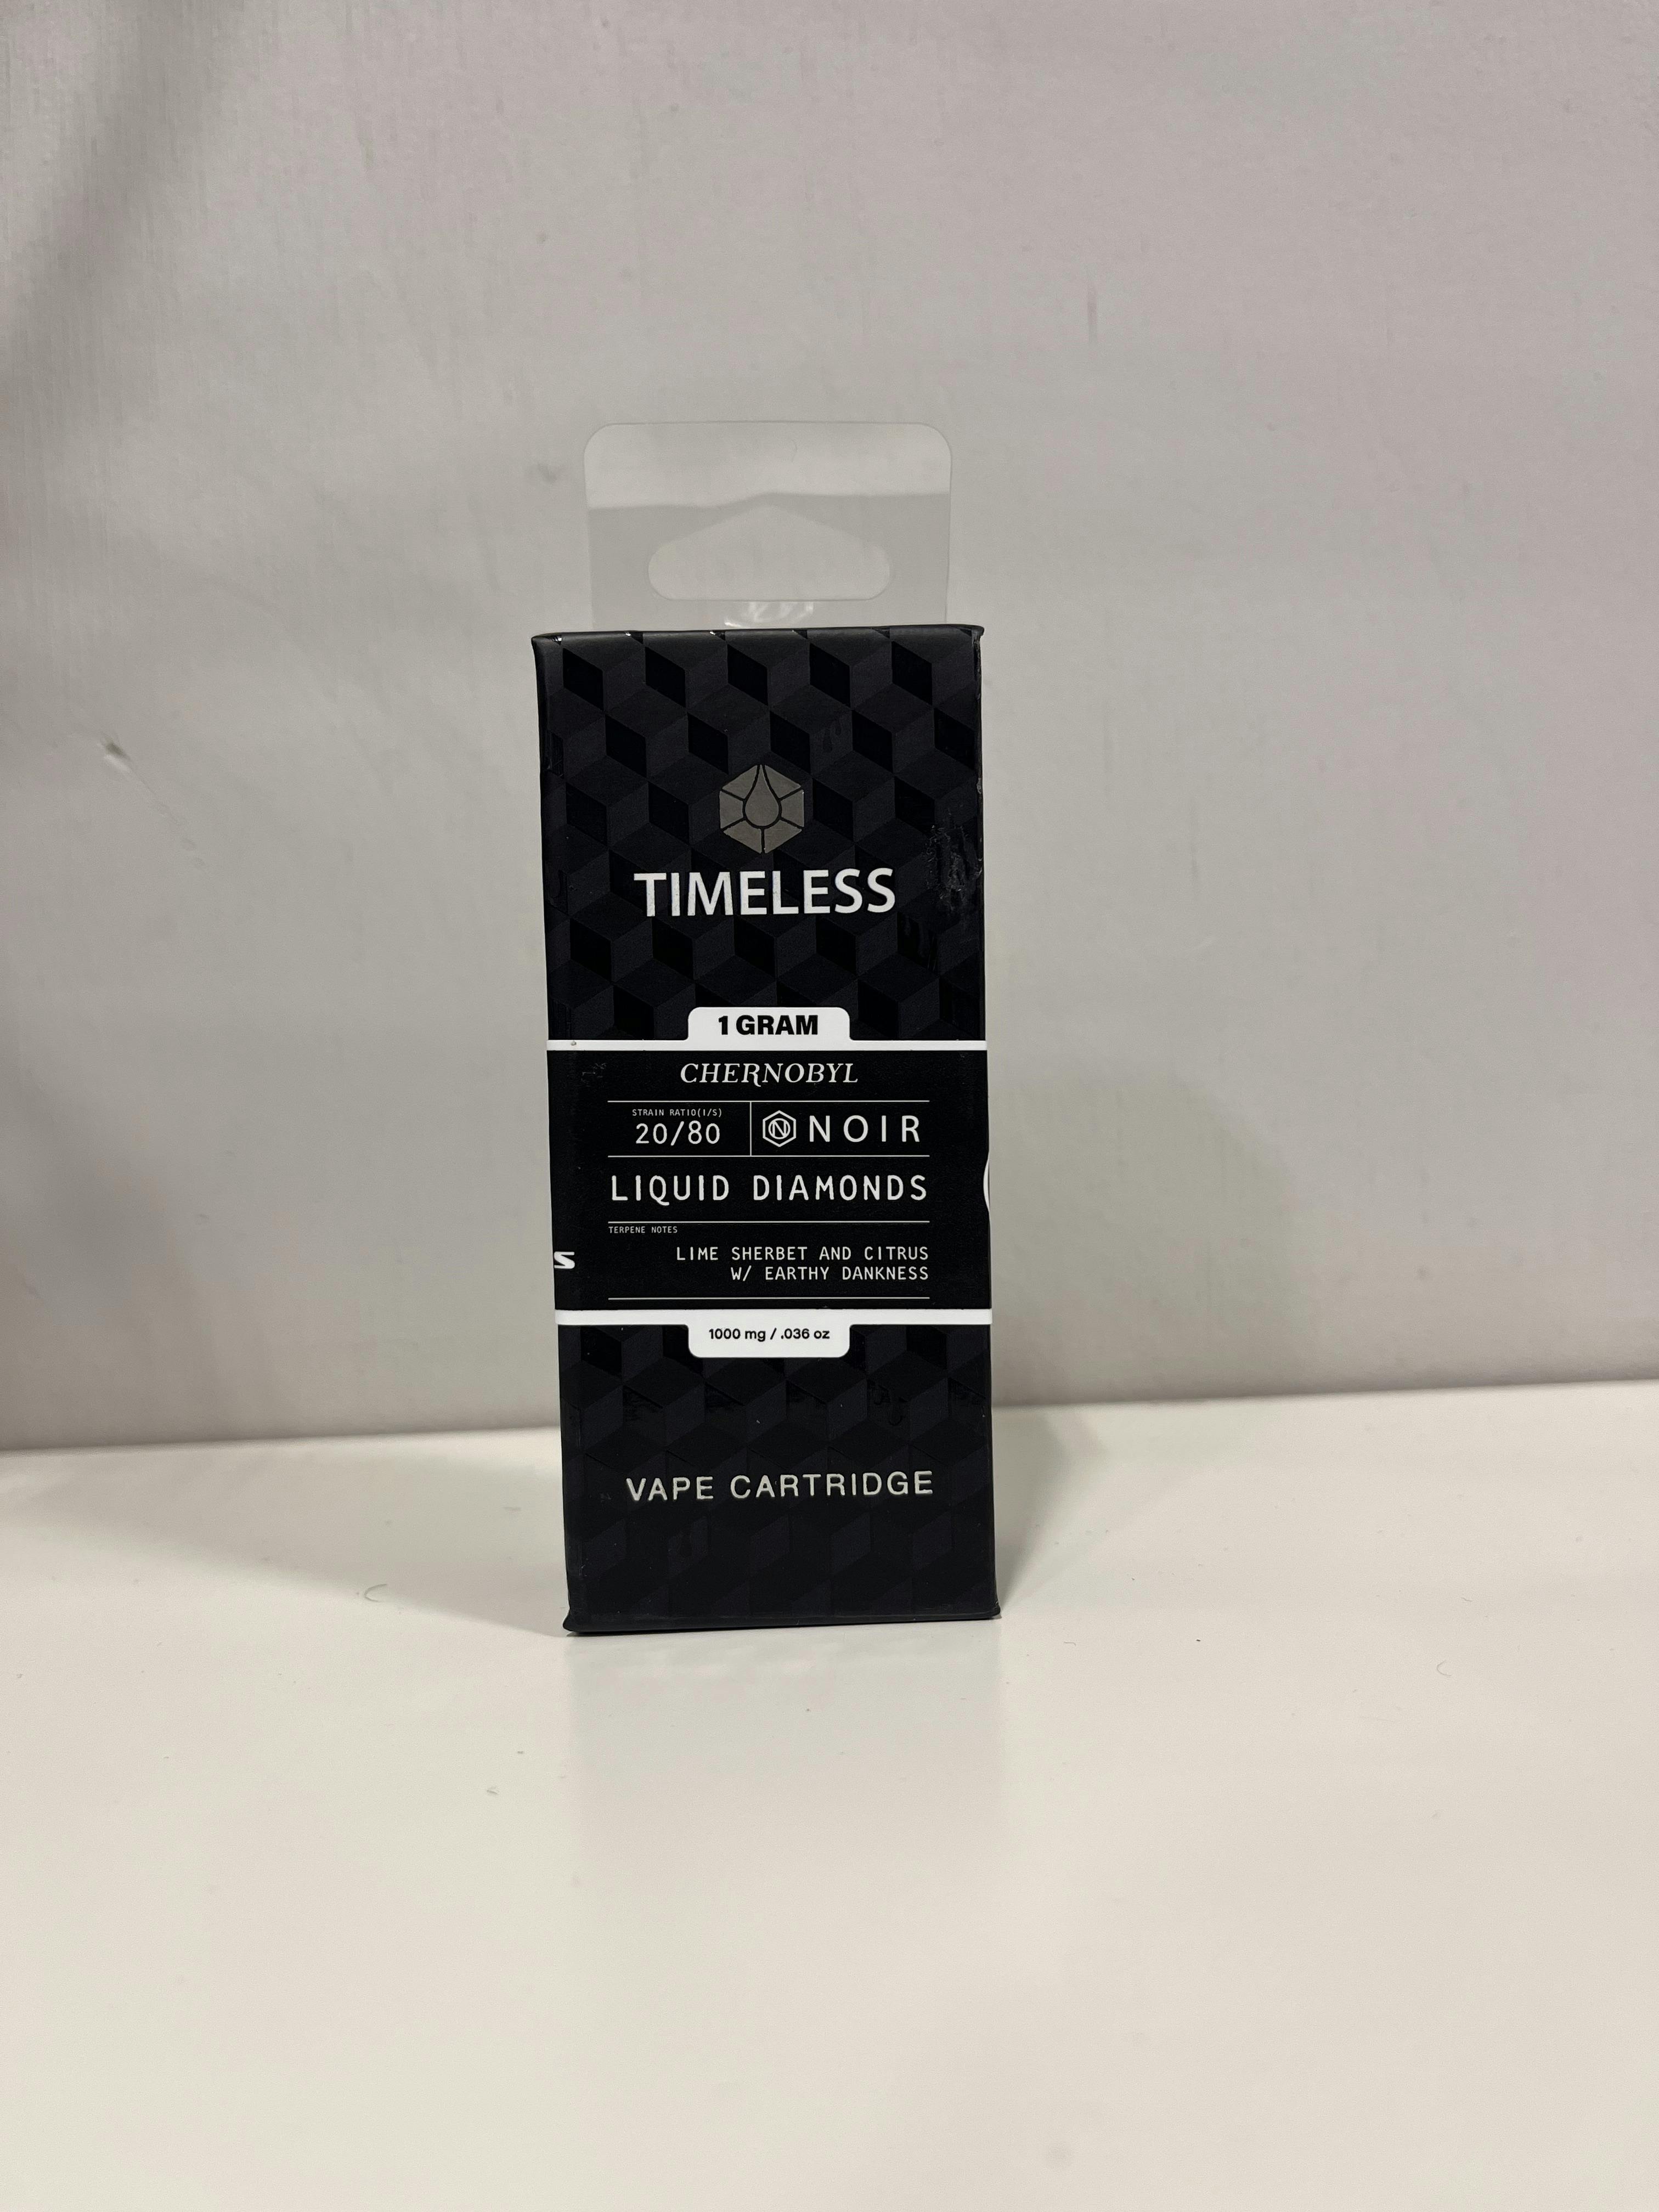 TIMELESS
1 GRAM
CHERNOBYL
STRAIN RATIO(I/S)
20/80
N NOIR
LIQUID DIAMONDS
TERPENE NOTES
LIME SHERBET AND CITRUS
W/ EARTHY DANKNESS
S
1000 mg / .036 oz
VAPE CARTRIDGE